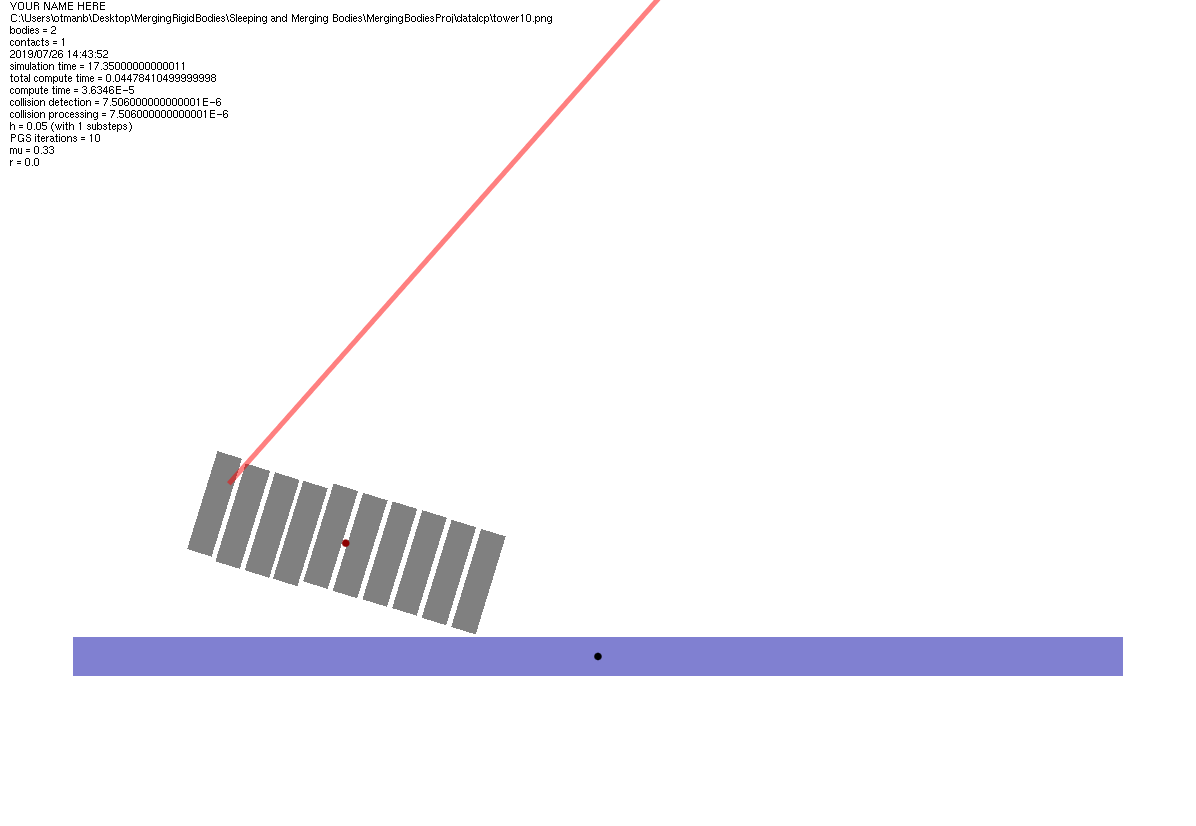 YOUR NAME HERE
C:\Users\otmanb\Desktop\MergingRigidBodies\Sleeping and Merging Bodies\MergingBodiesProj\datalcp\tower10.png
bodies = 2
contacts = 1
2019/07/26 14:43:52
simulation time = 17.35000000000011
total compute time = 0.04478410499999998
compute time = 3.6346E-5
collision detection = 7.506000000000001E-6
collision processing = 7.506000000000001E-6
h = 0.05 (with 1 substeps)
PGS iterations = 10
mu = 0.33
r = 0.0